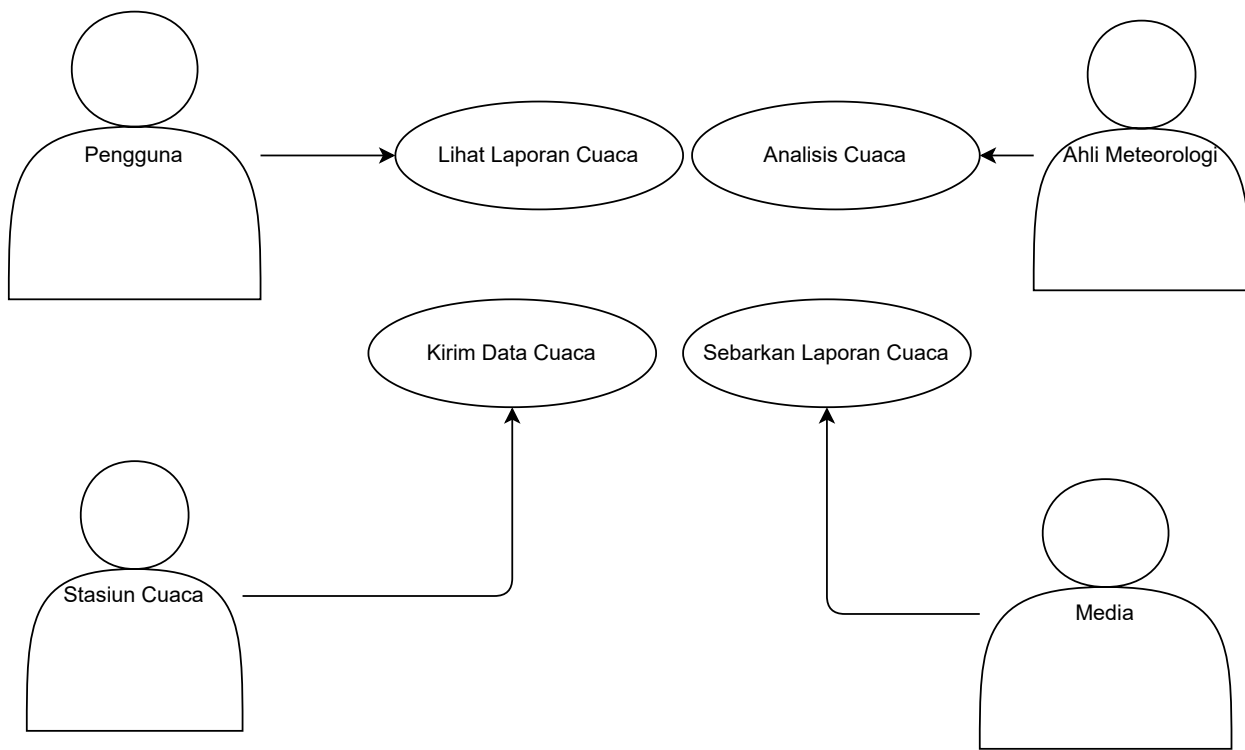 Pengguna
Lihat Laporan Cuaca
Analisis Cuaca
Ahli Meteorologi
Kirim Data Cuaca
Sebarkan Laporan Cuaca
Stasiun Cuaca
Media